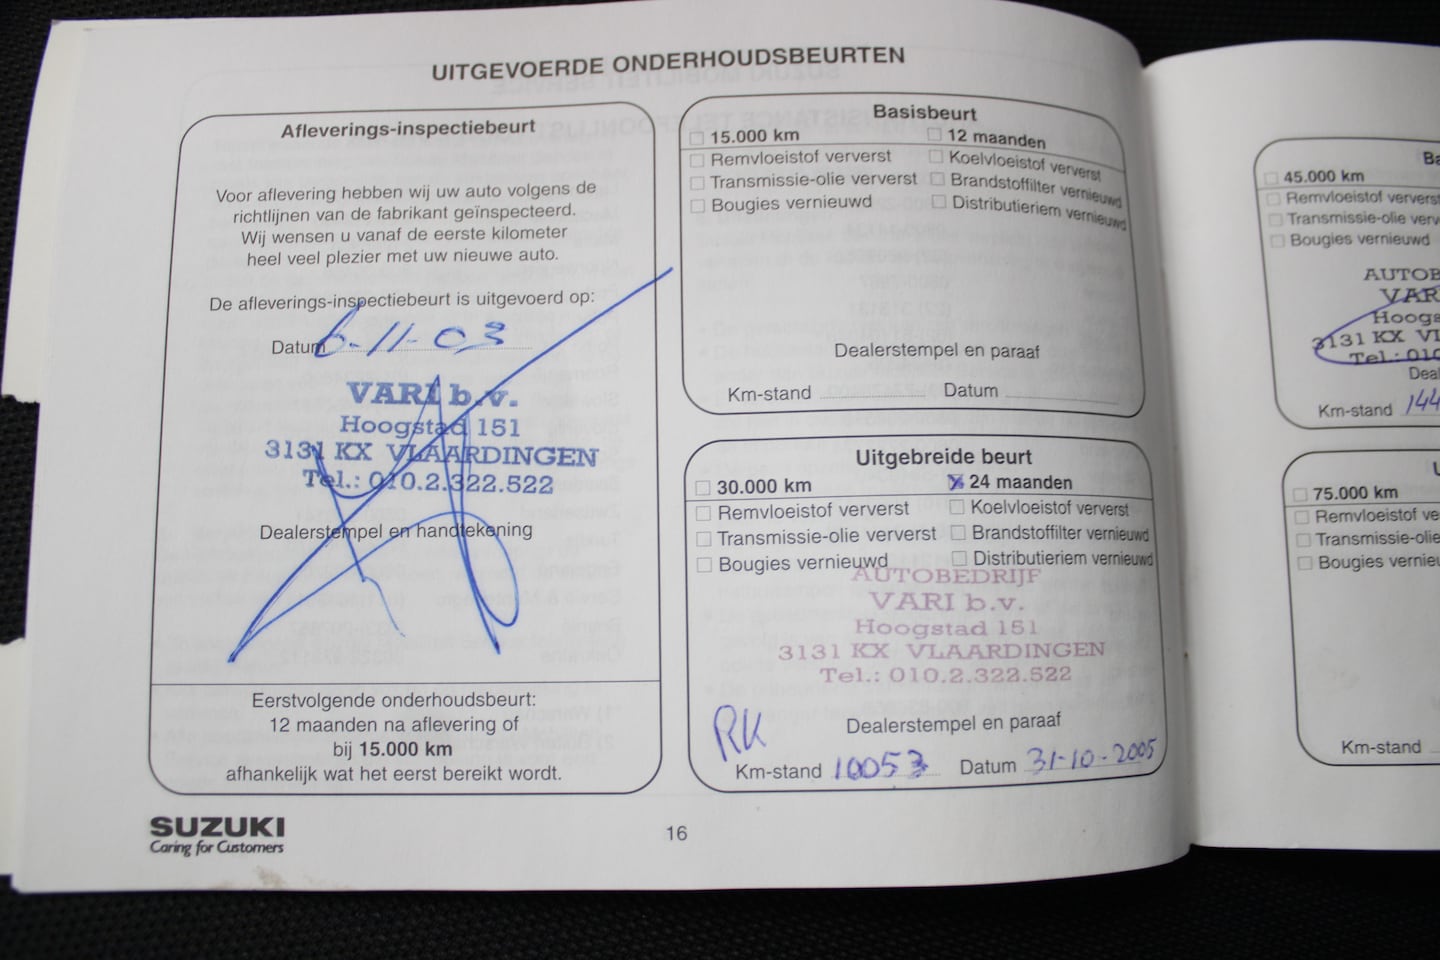 UITGEVOERDE ONDERHOUDSBEURTEN
Afleverings-inspectiebeurt
Voor aflevering hebben wij uw auto volgens de
richtlijnen van de fabrikant geïnspecteerd.
Wij wensen u vanaf de eerste kilometer
heel veel plezier met uw nieuwe auto.
De afleverings-inspectiebeurt is uitgevoerd op:
Datum 6-11-03
VARI b.v.
Hoogstad 151
3131 KX VLAARDINGEN
Tel.: 010.2.322.522
Dealerstempel en handtekening
Eerstvolgende onderhoudsbeurt:
12 maanden na aflevering of
bij 15.000 km
afhankelijk wat het eerst bereikt wordt.
Basisbeurt
15.000 km 12 maanden
Remvloeistof ververst Koelvloeistof ververst
Transmissie-olie ververst Brandstoffilter vernieuwd
Bougies vernieuwd Distributieriem vernieuwd
Dealerstempel en paraaf
Km-stand Datum
Uitgebreide beurt
30.000 km 24 maanden
Remvloeistof ververst Koelvloeistof ververst
Transmissie-olie ververst Brandstoffilter vernieuwd
Bougies vernieuwd Distributieriem vernieuwd
AUTOBEDRIJF
VARI b.v.
Hoogstad 151
3131 KX VLAARDINGEN
Tel.: 010.2.322.522
RK Dealerstempel en paraaf
Km-stand 10053 Datum 31-10-2005
SUZUKI
Caring for Customers
16
45.000 km
Remvloeistof ververst
Transmissie-olie
Bougies vernieuwd
VAR
3131 KX
Tel.: 010
Km-stand 144
75.000 km
Remvloeistof
Transmissie-olie
Bougies
Km-stand